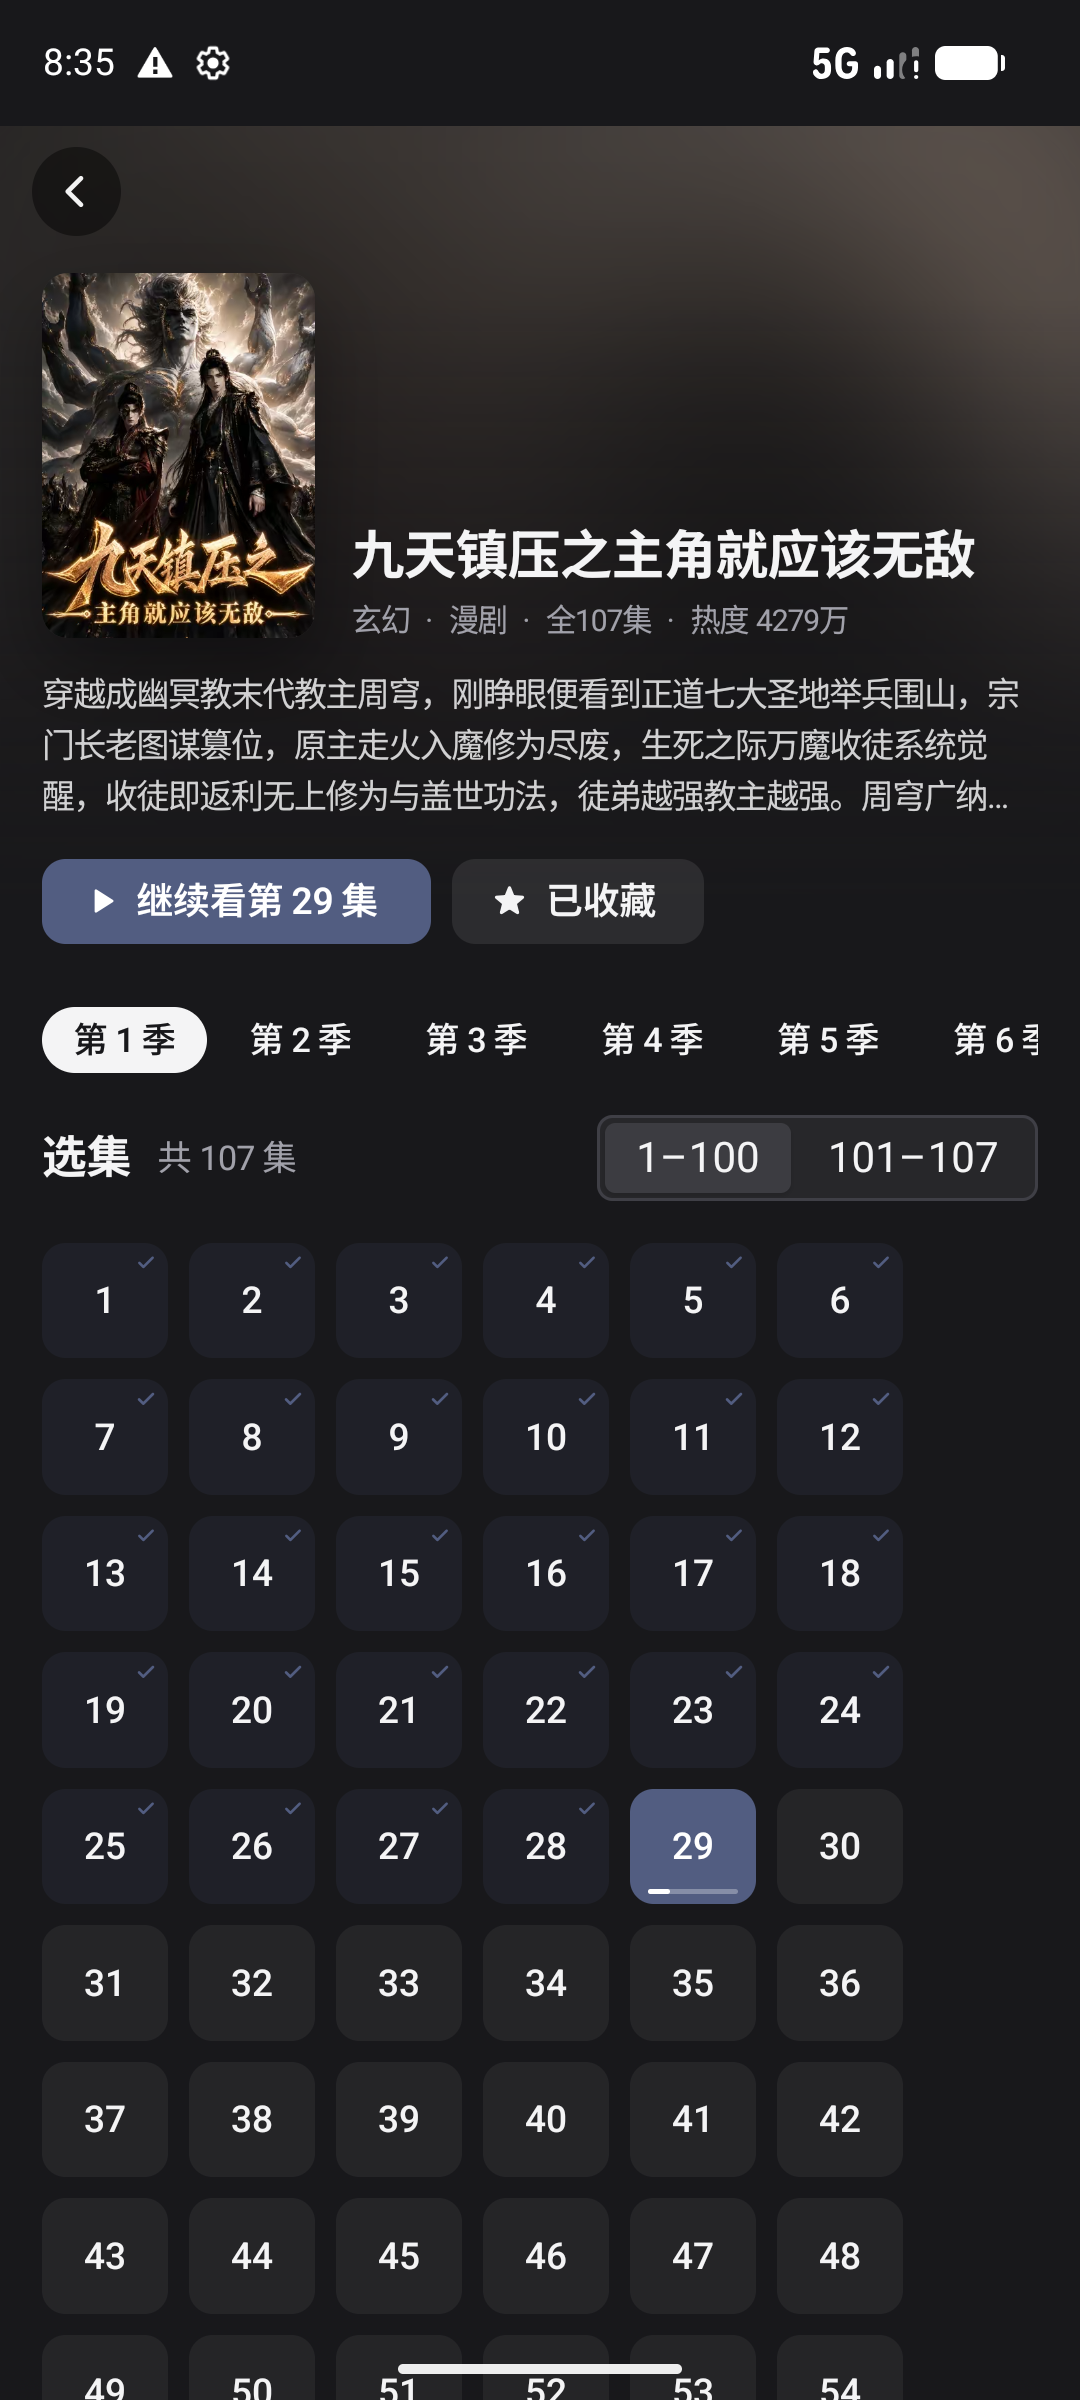 8:35
5G
九天镇压之
主角就应该无敌
九天镇压之主角就应该无敌
玄幻 · 漫剧 · 全107集 · 热度 4279万
穿越成幽冥教末代教主周穹，刚睁眼便看到正道七大圣地举兵围山，宗
门长老图谋篡位，原主走火入魔修为尽废，生死之际万魔收徒系统觉
醒，收徒即返利无上修为与盖世功法，徒弟越强教主越强。周穹广纳...
继续看第 29 集
已收藏
第 1 季 第 2 季 第 3 季 第 4 季 第 5 季 第 6 季
选集 共 107 集 1–100 101–107
1 2 3 4 5 6
7 8 9 10 11 12
13 14 15 16 17 18
19 20 21 22 23 24
25 26 27 28 29 30
31 32 33 34 35 36
37 38 39 40 41 42
43 44 45 46 47 48
49 50 51 52 53 54